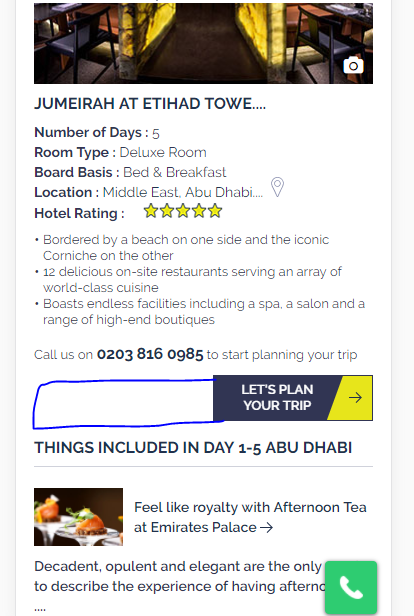 JUMEIRAH AT ETIHAD TOWE....
Number of Days : 5
Room Type : Deluxe Room
Board Basis : Bed & Breakfast
Location : Middle East, Abu Dhabi....
Hotel Rating :
• Bordered by a beach on one side and the iconic
Corniche on the other
• 12 delicious on-site restaurants serving an array of
world-class cuisine
• Boasts endless facilities including a spa, a salon and a
range of high-end boutiques
Call us on 0203 816 0985 to start planning your trip
LET'S PLAN
YOUR TRIP
THINGS INCLUDED IN DAY 1-5 ABU DHABI
Feel like royalty with Afternoon Tea
at Emirates Palace →
Decadent, opulent and elegant are the only
to describe the experience of having afterno
....